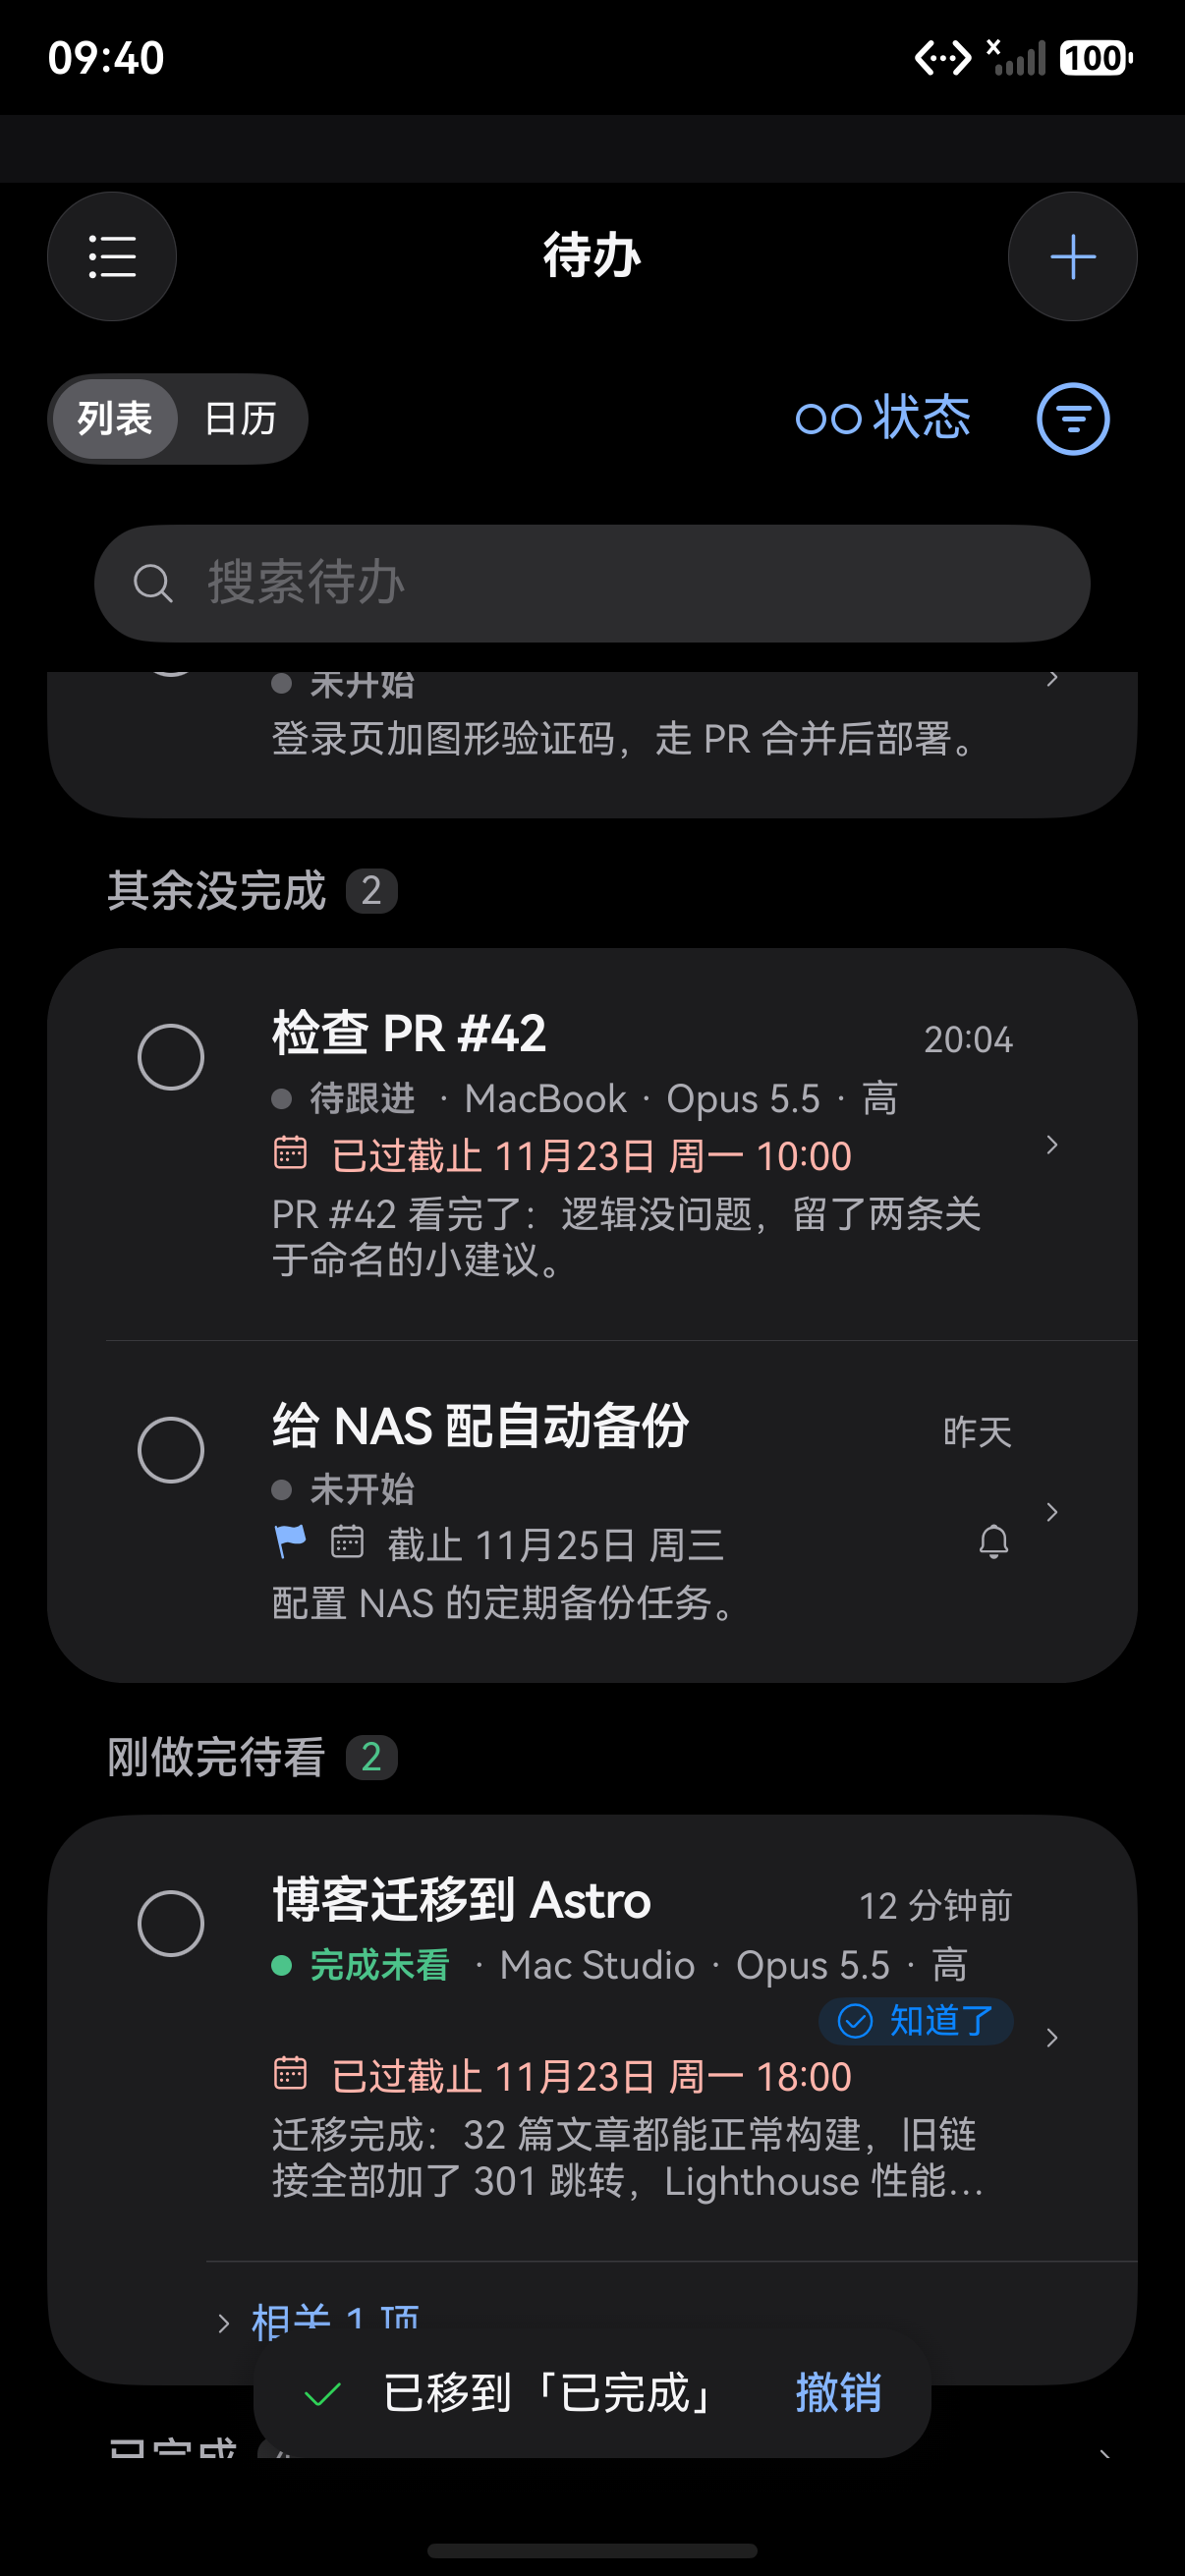 09:40
100
待办
列表 日历 状态
搜索待办
未开始
登录页加图形验证码，走 PR 合并后部署。
其余没完成 2
检查 PR #42 20:04
待跟进 · MacBook · Opus 5.5 · 高
已过截止 11月23日 周一 10:00
PR #42 看完了：逻辑没问题，留了两条关
于命名的小建议。
给 NAS 配自动备份 昨天
未开始
截止 11月25日 周三
配置 NAS 的定期备份任务。
刚做完待看 2
博客迁移到 Astro 12 分钟前
完成未看 · Mac Studio · Opus 5.5 · 高
知道了
已过截止 11月23日 周一 18:00
迁移完成：32 篇文章都能正常构建，旧链
接全部加了 301 跳转，Lighthouse 性能…
相关 1 项
已移到「已完成」 撤销
已完成